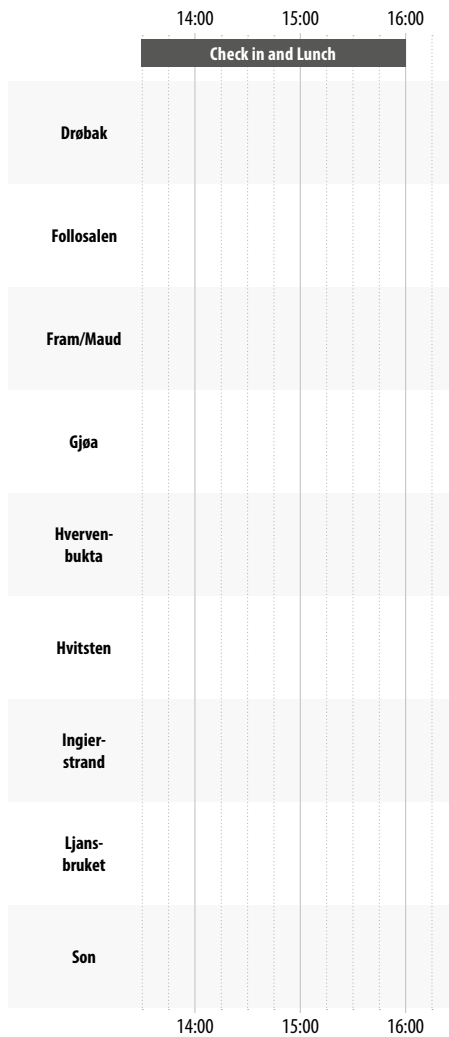 14:00 15:00 16:00
Check in and Lunch
Drøbak
Follosalen
Fram/Maud
Gjøa
Hverven-
bukta
Hvitsten
Ingier-
strand
Ljans-
bruket
Son
14:00 15:00 16:00